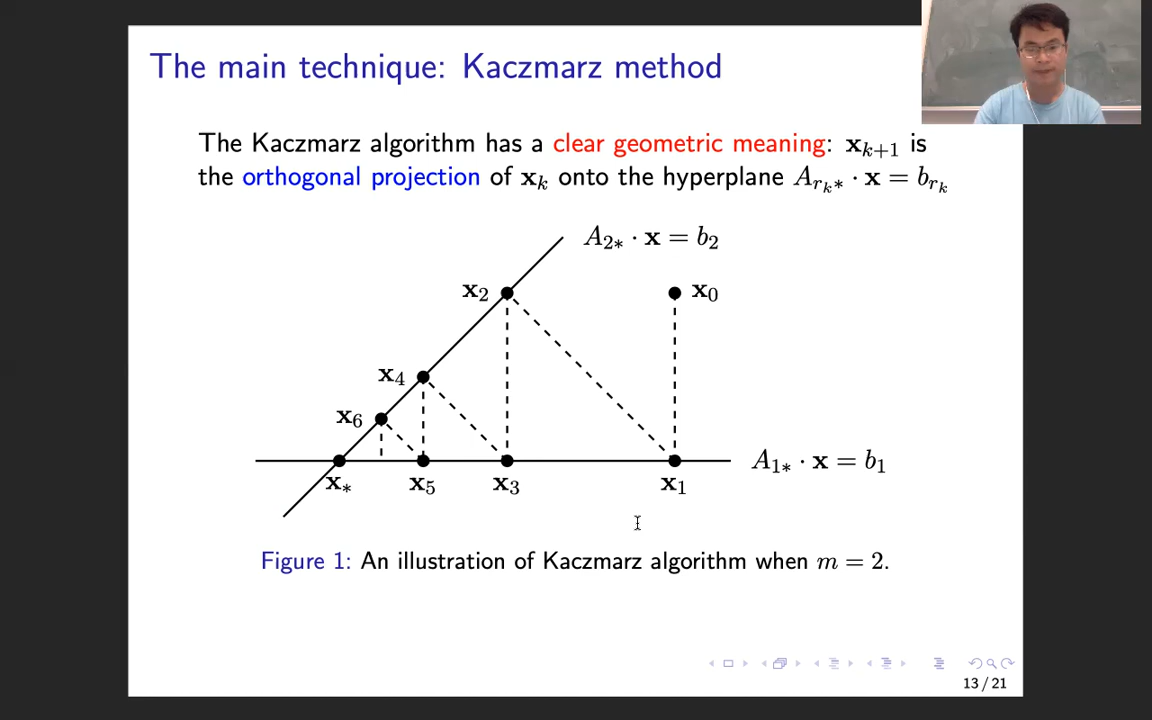 The main technique: Kaczmarz method
The Kaczmarz algorithm has a clear geometric meaning: x_{k+1} is
the orthogonal projection of x_k onto the hyperplane A_{r_k*} · x = b_{r_k}
A_{2*} · x = b_2
x_2
x_0
x_4
x_6
A_{1*} · x = b_1
x_*
x_5
x_3
x_1
Figure 1: An illustration of Kaczmarz algorithm when m = 2.
13 / 21